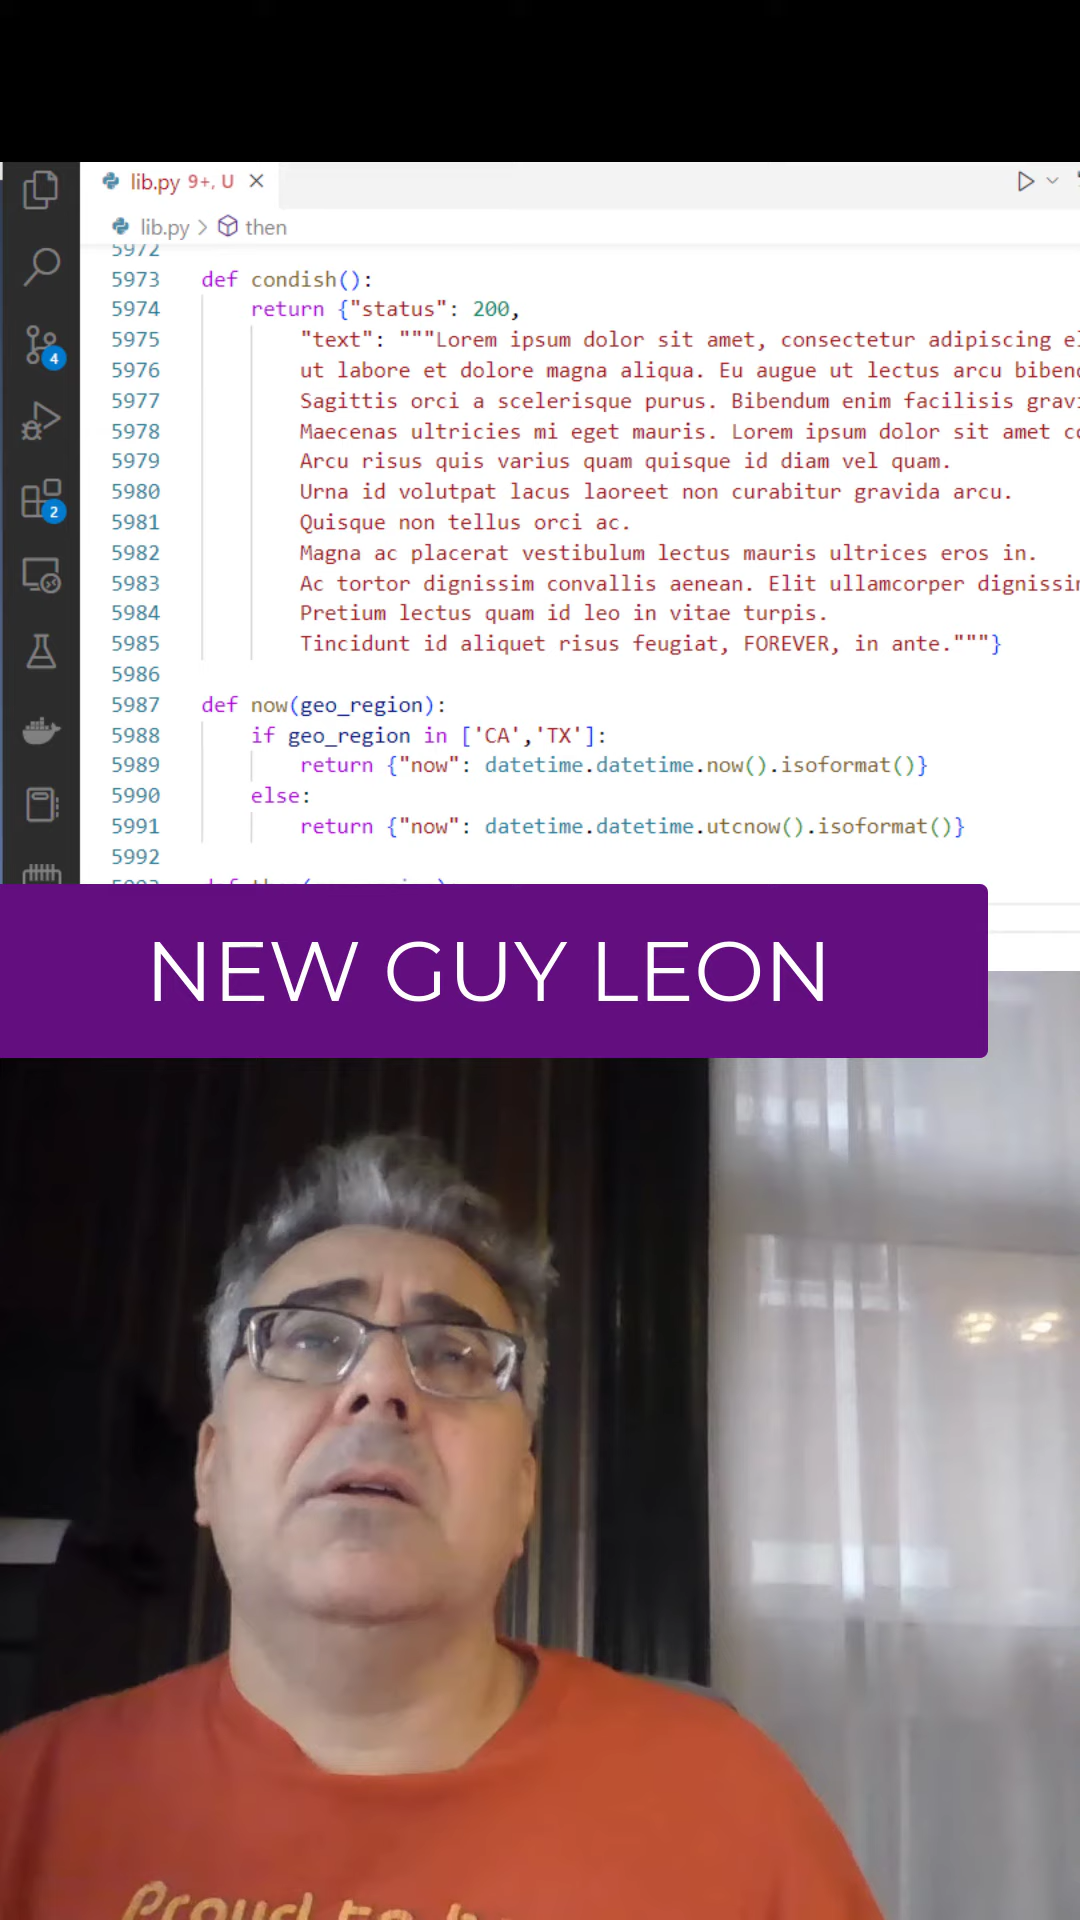 lib.py 9+, U
lib.py > then
5972
5973 def condish():
5974 return {"status": 200,
5975 "text": """Lorem ipsum dolor sit amet, consectetur adipiscing
5976 ut labore et dolore magna aliqua. Eu augue ut lectus arcu
5977 Sagittis orci a scelerisque purus. Bibendum enim facilisis
5978 Maecenas ultricies mi eget mauris. Lorem ipsum dolor sit amet
5979 Arcu risus quis varius quam quisque id diam vel quam.
5980 Urna id volutpat lacus laoreet non curabitur gravida arcu.
5981 Quisque non tellus orci ac.
5982 Magna ac placerat vestibulum lectus mauris ultrices eros in.
5983 Ac tortor dignissim convallis aenean. Elit ullamcorper
5984 Pretium lectus quam id leo in vitae turpis.
5985 Tincidunt id aliquet risus feugiat, FOREVER, in ante."""}
5986
5987 def now(geo_region):
5988 if geo_region in ['CA','TX']:
5989 return {"now": datetime.datetime.now().isoformat()}
5990 else:
5991 return {"now": datetime.datetime.utcnow().isoformat()}
5992
4
2
NEW GUY LEON
Proud to